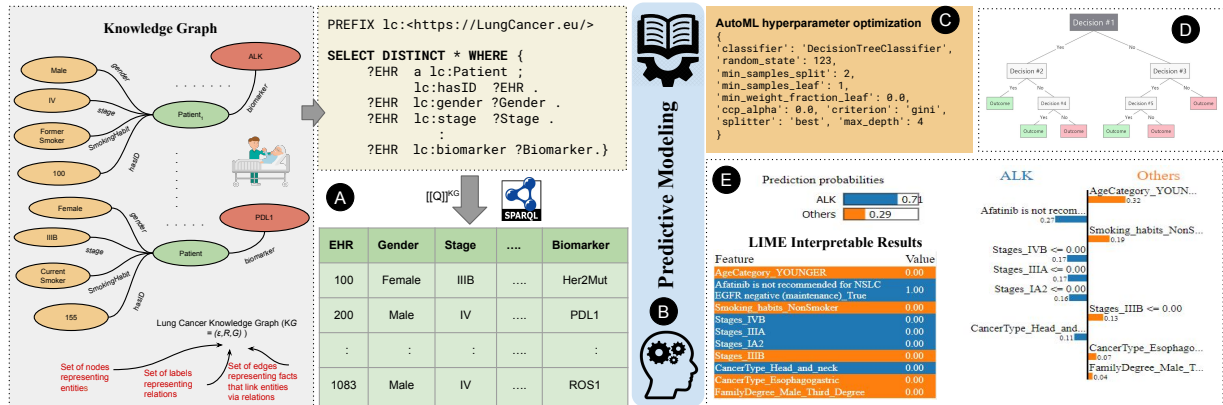 Knowledge Graph
Male
gender
ALK
IV
stage
biomarker
Former
Smoker
SmokingHabit
Patient1
100
hasID
Female
gender
PDL1
IIIB
stage
Patient
biomarker
Current
Smoker
SmokingHabit
155
hasID
Lung Cancer Knowledge Graph (KG
= (ε,R,G) )
Set of nodes
representing
entities
Set of labels
representing
relations
Set of edges
representing facts
that link entities
via relations
PREFIX lc:<https://LungCancer.eu/>
SELECT DISTINCT * WHERE {
?EHR a lc:Patient ;
lc:hasID ?EHR .
?EHR lc:gender ?Gender .
?EHR lc:stage ?Stage .
:
?EHR lc:biomarker ?Biomarker.}
A
[[Q]]KG
SPARQL
EHR Gender Stage .... Biomarker
100 Female IIIB .... Her2Mut
200 Male IV .... PDL1
: : : :
1083 Male IV .... ROS1
Predictive Modeling
B
AutoML hyperparameter optimization
C
{
'classifier': 'DecisionTreeClassifier',
'random_state': 123,
'min_samples_split': 2,
'min_samples_leaf': 1,
'min_weight_fraction_leaf': 0.0,
'ccp_alpha': 0.0, 'criterion': 'gini',
'splitter': 'best', 'max_depth': 4
}
Decision #1
D
Yes No
Decision #2 Decision #3
Yes No Yes No
Outcome Decision #4 Decision #5 Outcome
Yes No Yes No
Outcome Outcome Outcome Outcome
E
Prediction probabilities
ALK 0.71
Others 0.29
LIME Interpretable Results
Feature Value
AgeCategory_YOUNGER 0.00
Afatinib is not recommended for NSLC
EGFR negative (maintenance)_True 1.00
Smoking_habits_NonSmoker 0.00
Stages_IVB 0.00
Stages_IIIA 0.00
Stages_IA2 0.00
Stages_IIIB 0.00
CancerType_Head_and_neck 0.00
CancerType_Esophagogastric 0.00
FamilyDegree_Male_Third_Degree 0.00
ALK Others
AgeCategory_YOUN...
0.32
Afatinib is not recom...
0.27
Smoking_habits_NonS...
0.19
Stages_IVB <= 0.00
0.17
Stages_IIIA <= 0.00
0.17
Stages_IA2 <= 0.00
0.16
Stages_IIIB <= 0.00
0.13
CancerType_Head_and...
0.11
CancerType_Esophago...
0.07
FamilyDegree_Male_T...
0.04